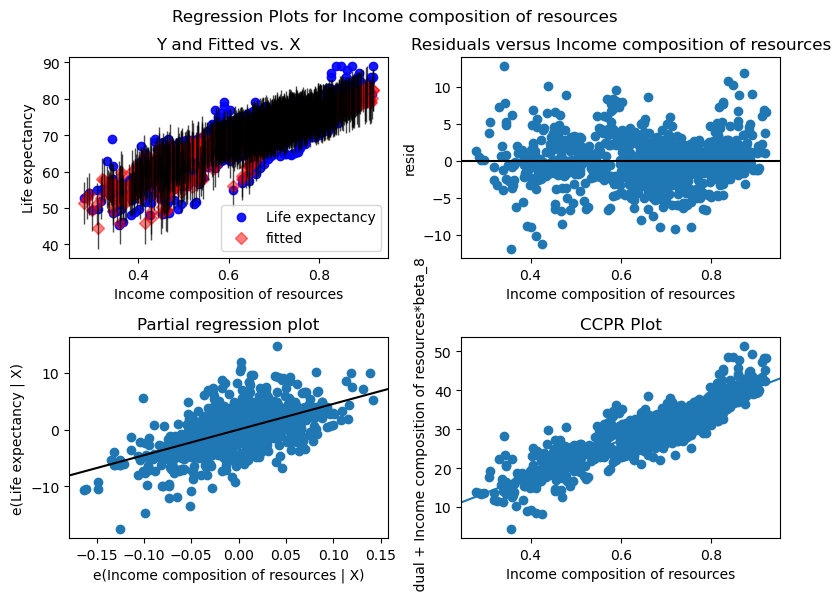 Regression Plots for Income composition of resources
Y and Fitted vs. X
90
80
70
60
50
40
Life expectancy
Life expectancy
fitted
0.4 0.6 0.8
Income composition of resources
Residuals versus Income composition of resources
10
5
0
−5
−10
resid
0.4 0.6 0.8
Income composition of resources
Partial regression plot
10
0
−10
e(Life expectancy | X)
−0.15 −0.10 −0.05 0.00 0.05 0.10 0.15
e(Income composition of resources | X)
CCPR Plot
50
40
30
20
10
dual + Income composition of resources*beta_8
0.4 0.6 0.8
Income composition of resources